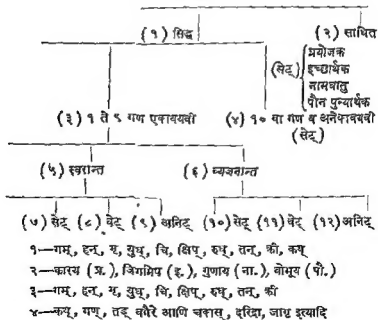 (१) सिद्ध (२) साधित
(सेट्) प्रयोजक
इच्छार्थक
नामधातु
पौन पुन्यार्थक
(३) १ ते ९ गण एकावयवी (४) १० वा गण व अनेकावयवी
(सेट्)
(५) स्वरान्त (६) व्यञ्जनान्त
(७) सेट् (८) वेट् (९) अनिट् (१०) सेट् (११) वेट् (१२) अनिट्
१—गम्, हन्, मृ, युध्, चि, क्षिप्, रुध्, तन्, की, कष्
२—कारय (प्र.), जिगमिष (इ.), गुणाय (ना.), बोभूय (पौ.)
३—गम्, हन्, मृ, युध्, चि, क्षिप्, रुध्, तन्, की
४—कथ्, गण्, तड् वगैरे आणि चकास्, दरिद्रा, जागृ इत्यादि